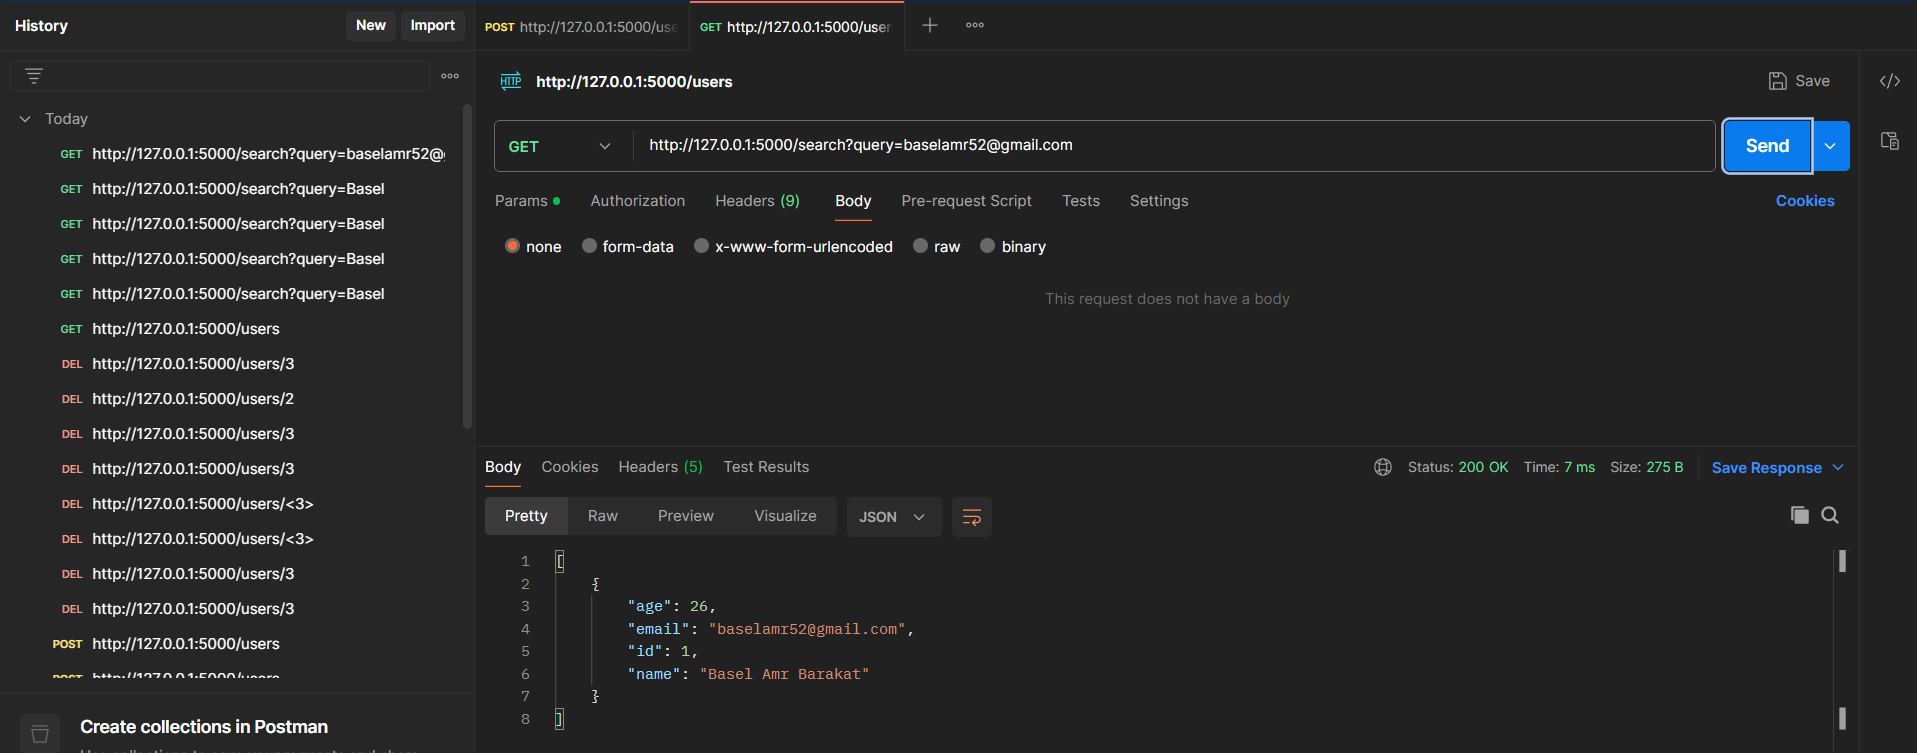 History
New
Import
POST http://127.0.0.1:5000/use
GET http://127.0.0.1:5000/user
http://127.0.0.1:5000/users
Save
Today
GET http://127.0.0.1:5000/search?query=baselamr52@
GET http://127.0.0.1:5000/search?query=Basel
GET http://127.0.0.1:5000/search?query=Basel
GET http://127.0.0.1:5000/search?query=Basel
GET http://127.0.0.1:5000/search?query=Basel
GET http://127.0.0.1:5000/users
DEL http://127.0.0.1:5000/users/3
DEL http://127.0.0.1:5000/users/2
DEL http://127.0.0.1:5000/users/3
DEL http://127.0.0.1:5000/users/3
DEL http://127.0.0.1:5000/users/<3>
DEL http://127.0.0.1:5000/users/<3>
DEL http://127.0.0.1:5000/users/3
DEL http://127.0.0.1:5000/users/3
POST http://127.0.0.1:5000/users
POST http://127.0.0.1:5000/users
Create collections in Postman
HTTP
GET
http://127.0.0.1:5000/search?query=baselamr52@gmail.com
Send
Params
Authorization
Headers (9)
Body
Pre-request Script
Tests
Settings
Cookies
none
form-data
x-www-form-urlencoded
raw
binary
This request does not have a body
Body
Cookies
Headers (5)
Test Results
Status: 200 OK
Time: 7 ms
Size: 275 B
Save Response
Pretty
Raw
Preview
Visualize
JSON
1 [
2 {
3 "age": 26,
4 "email": "baselamr52@gmail.com",
5 "id": 1,
6 "name": "Basel Amr Barakat"
7 }
8 ]